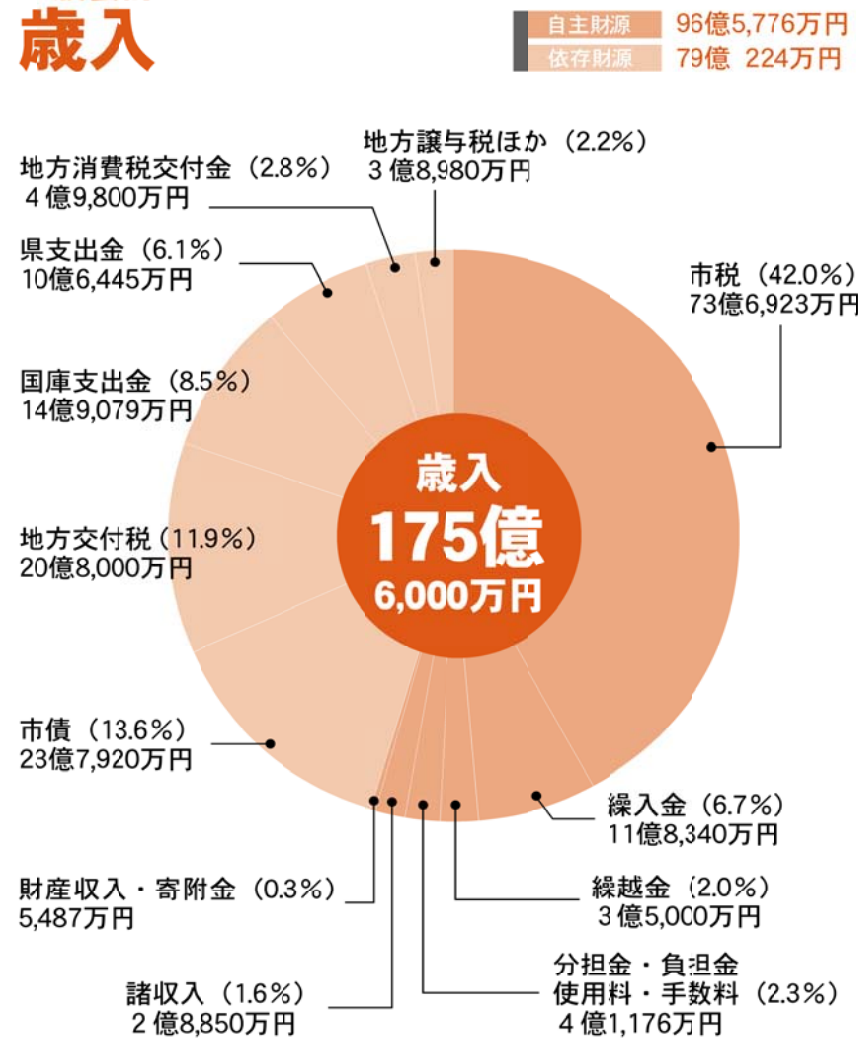 歳入
自主財源 96億5,776万円
依存財源 79億 224万円
地方譲与税ほか（2.2%）
3億8,980万円
地方消費税交付金（2.8%）
4億9,800万円
県支出金（6.1%）
10億6,445万円
市税（42.0%）
73億6,923万円
国庫支出金（8.5%）
14億9,079万円
歳入
175億
6,000万円
地方交付税（11.9%）
20億8,000万円
市債（13.6%）
23億7,920万円
繰入金（6.7%）
11億8,340万円
財産収入・寄附金（0.3%）
5,487万円
繰越金（2.0%）
3億5,000万円
分担金・負担金
使用料・手数料（2.3%）
4億1,176万円
諸収入（1.6%）
2億8,850万円